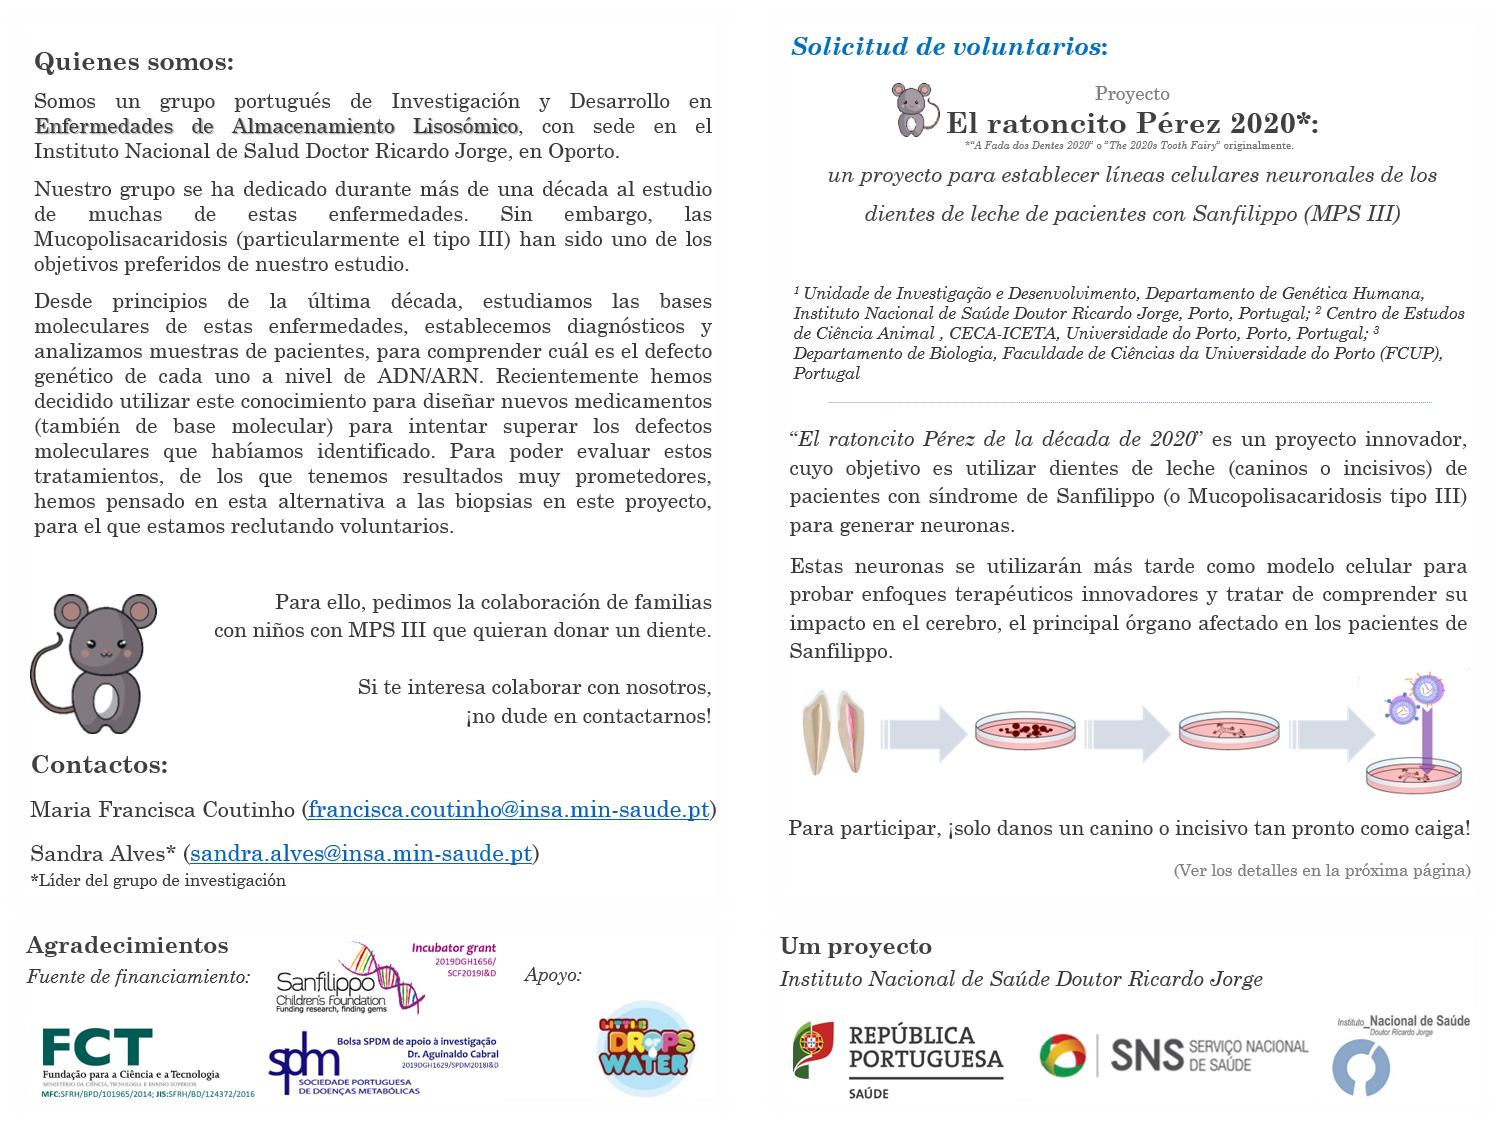 Quienes somos:
Somos un grupo portugués de Investigación y Desarrollo en
Enfermedades de Almacenamiento Lisosómico, con sede en el
Instituto Nacional de Salud Doctor Ricardo Jorge, en Oporto.
Nuestro grupo se ha dedicado durante más de una década al estudio
de muchas de estas enfermedades. Sin embargo, las
Mucopolisacaridosis (particularmente el tipo III) han sido uno de los
objetivos preferidos de nuestro estudio.
Desde principios de la última década, estudiamos las bases
moleculares de estas enfermedades, establecemos diagnósticos y
analizamos muestras de pacientes, para comprender cuál es el defecto
genético de cada uno a nivel de ADN/ARN. Recientemente hemos
decidido utilizar este conocimiento para diseñar nuevos medicamentos
(también de base molecular) para intentar superar los defectos
moleculares que habíamos identificado. Para poder evaluar estos
tratamientos, de los que tenemos resultados muy prometedores,
hemos pensado en esta alternativa a las biopsias en este proyecto,
para el que estamos reclutando voluntarios.
Para ello, pedimos la colaboración de familias
con niños con MPS III que quieran donar un diente.
Si te interesa colaborar con nosotros,
¡no dude en contactarnos!
Contactos:
Maria Francisca Coutinho (francisca.coutinho@insa.min-saude.pt)
Sandra Alves* (sandra.alves@insa.min-saude.pt)
*Líder del grupo de investigación
Agradecimientos
Fuente de financiamiento:
Sanfilippo
Children's Foundation
Funding research, finding gems
Incubator grant
2019DGH1656/
SCF2019I&D
Apoyo:
FCT
Fundação para a Ciência e a Tecnologia
MINISTÉRIO DA CIÊNCIA, TECNOLOGIA E ENSINO SUPERIOR
MFC:SFRH/BPD/101965/2014; JIS:SFRH/BD/124372/2016
spdm
Bolsa SPDM de apoio à investigação
Dr. Aguinaldo Cabral
2019DGH1629/SPDM2018I&D
SOCIEDADE PORTUGUESA
DE DOENÇAS METABÓLICAS
LITTLE
DROPS
WATER
Solicitud de voluntarios:
Proyecto
El ratoncito Pérez 2020*:
*"A Fada dos Dentes 2020" o "The 2020s Tooth Fairy" originalmente.
un proyecto para establecer líneas celulares neuronales de los
dientes de leche de pacientes con Sanfilippo (MPS III)
1 Unidade de Investigação e Desenvolvimento, Departamento de Genética Humana,
Instituto Nacional de Saúde Doutor Ricardo Jorge, Porto, Portugal; 2 Centro de Estudos
de Ciência Animal , CECA-ICETA, Universidade do Porto, Porto, Portugal; 3
Departamento de Biologia, Faculdade de Ciências da Universidade do Porto (FCUP),
Portugal
“El ratoncito Pérez de la década de 2020” es un proyecto innovador,
cuyo objetivo es utilizar dientes de leche (caninos o incisivos) de
pacientes con síndrome de Sanfilippo (o Mucopolisacaridosis tipo III)
para generar neuronas.
Estas neuronas se utilizarán más tarde como modelo celular para
probar enfoques terapéuticos innovadores y tratar de comprender su
impacto en el cerebro, el principal órgano afectado en los pacientes de
Sanfilippo.
Para participar, ¡solo danos un canino o incisivo tan pronto como caiga!
(Ver los detalles en la próxima página)
Um proyecto
Instituto Nacional de Saúde Doutor Ricardo Jorge
REPÚBLICA
PORTUGUESA
SAÚDE
SNS SERVIÇO NACIONAL
DE SAÚDE
Instituto_Nacional de Saúde
Doutor Ricardo Jorge